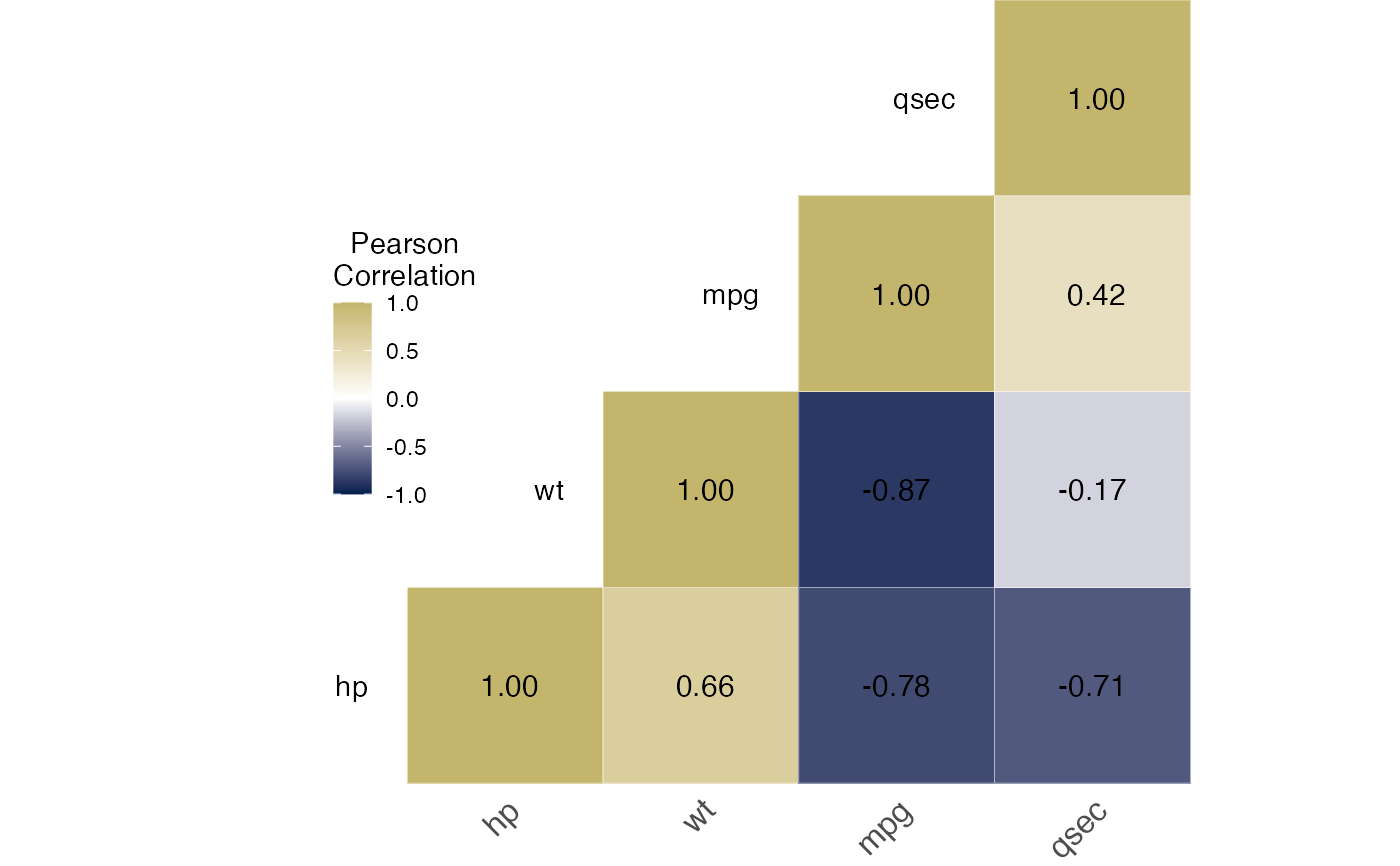 qsec 1.00
Pearson
Correlation
1.0
0.5
0.0
-0.5
-1.0
mpg 1.00 0.42
wt 1.00 -0.87 -0.17
hp 1.00 0.66 -0.78 -0.71
hp wt mpg qsec